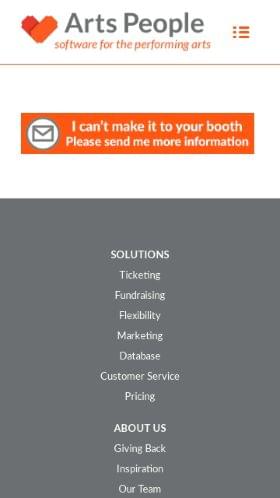 Arts People
software for the performing arts
I can't make it to your booth
Please send me more information
SOLUTIONS
Ticketing
Fundraising
Flexibility
Marketing
Database
Customer Service
Pricing
ABOUT US
Giving Back
Inspiration
Our Team